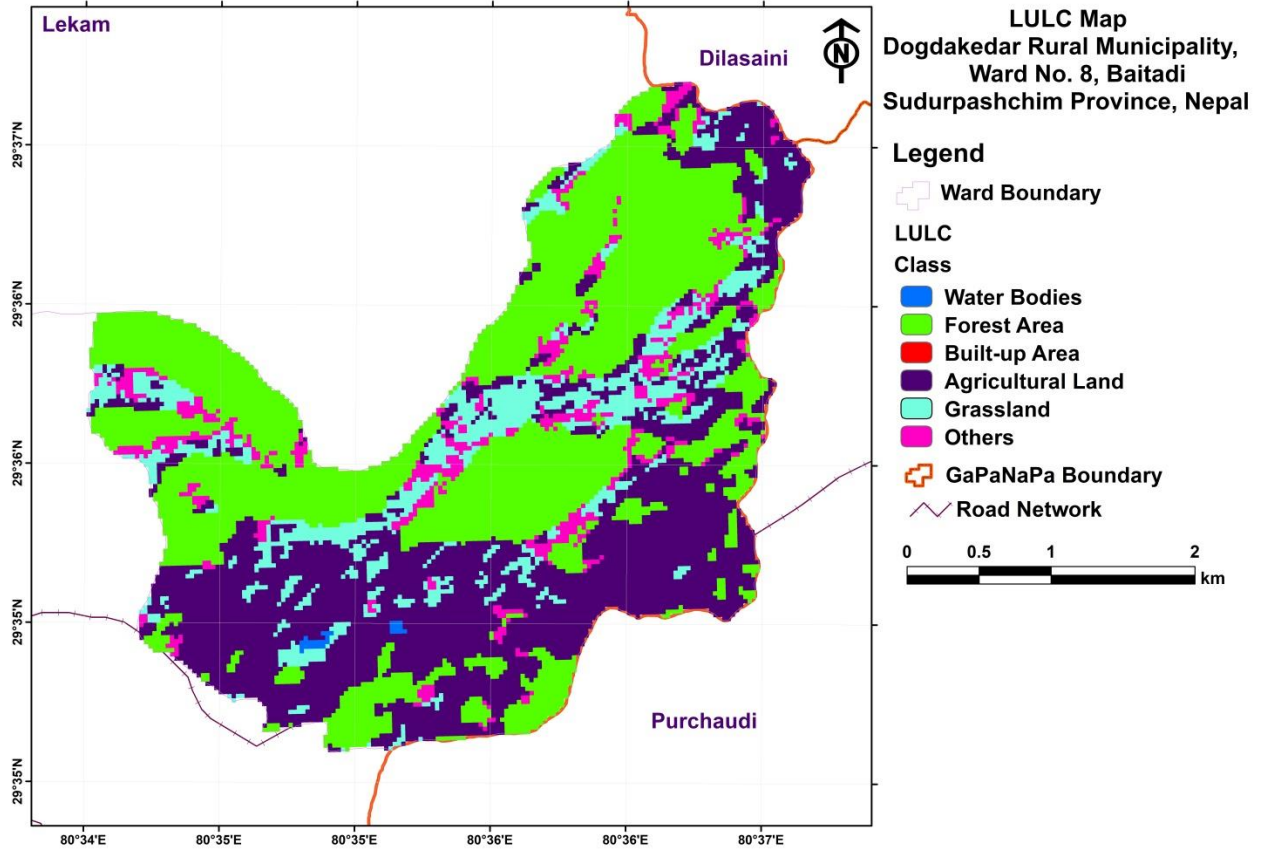 Lekam
Dilasaini
N
Purchaudi
29°37'N
29°36'N
29°36'N
29°35'N
29°35'N
80°34'E
80°35'E
80°35'E
80°36'E
80°36'E
80°37'E
LULC Map
Dogdakedar Rural Municipality,
Ward No. 8, Baitadi
Sudurpashchim Province, Nepal
Legend
Ward Boundary
LULC
Class
Water Bodies
Forest Area
Built-up Area
Agricultural Land
Grassland
Others
GaPaNaPa Boundary
Road Network
0 0.5 1 2
km